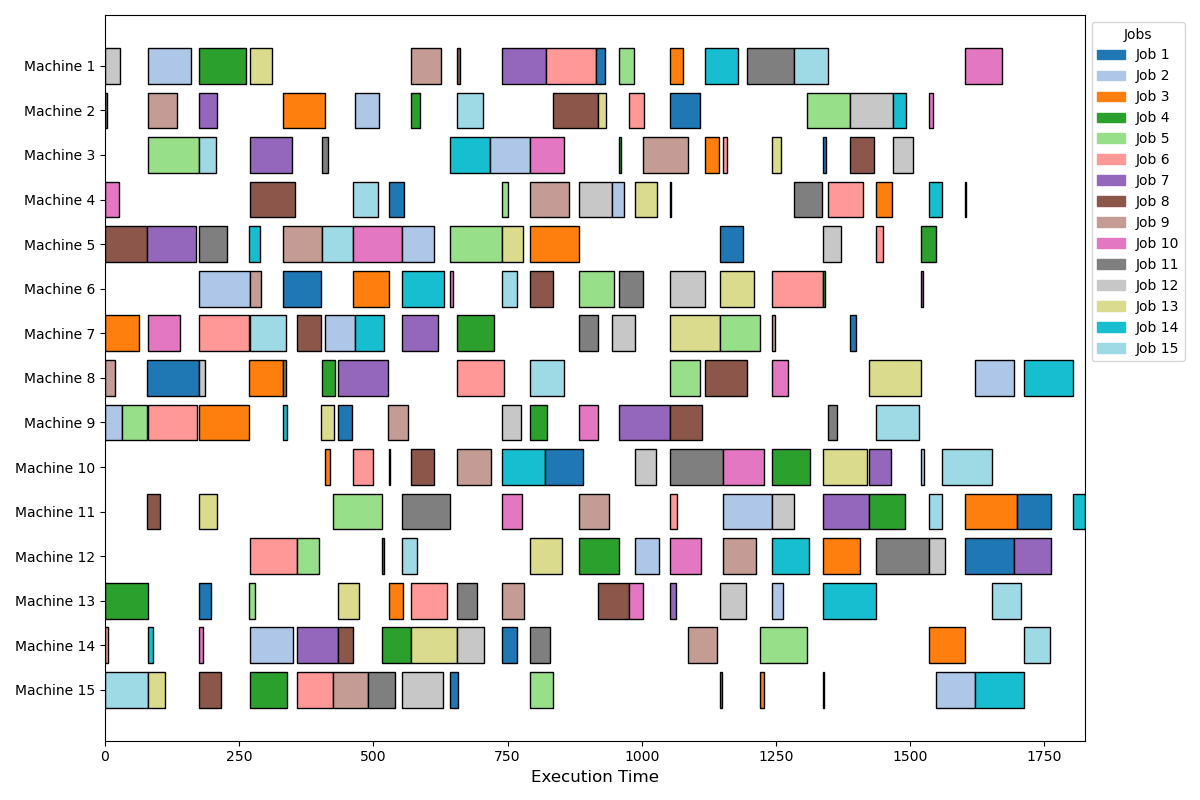 Machine 1
Machine 2
Machine 3
Machine 4
Machine 5
Machine 6
Machine 7
Machine 8
Machine 9
Machine 10
Machine 11
Machine 12
Machine 13
Machine 14
Machine 15
0 250 500 750 1000 1250 1500 1750
Execution Time
Jobs
Job 1
Job 2
Job 3
Job 4
Job 5
Job 6
Job 7
Job 8
Job 9
Job 10
Job 11
Job 12
Job 13
Job 14
Job 15